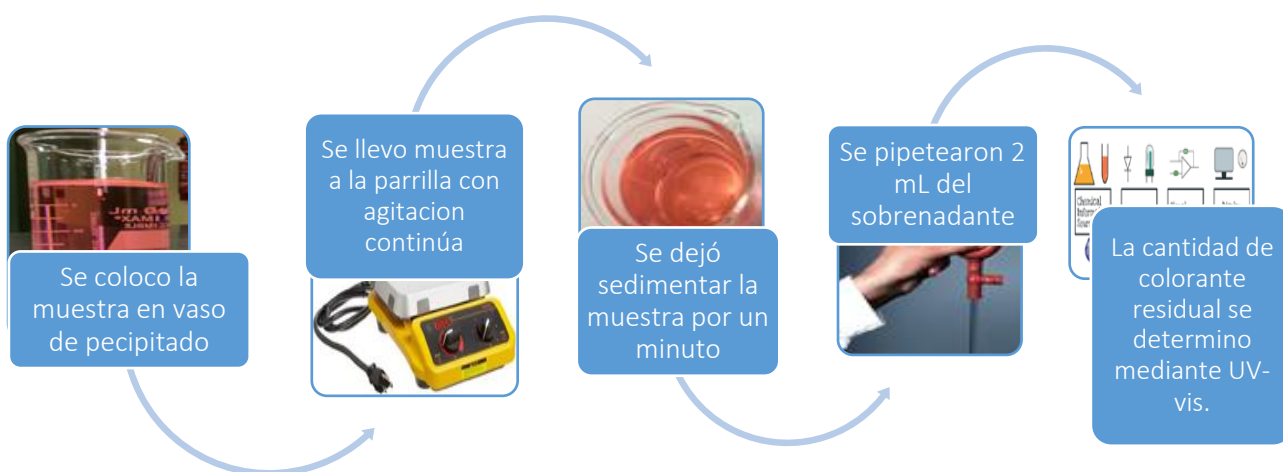 Se coloco la
muestra en vaso
de pecipitado
Se llevo muestra
a la parrilla con
agitacion
continúa
Se dejó
sedimentar la
muestra por un
minuto
Se pipetearon 2
mL del
sobrenadante
Chemical
La cantidad de
colorante
residual se
determino
mediante UV-
vis.